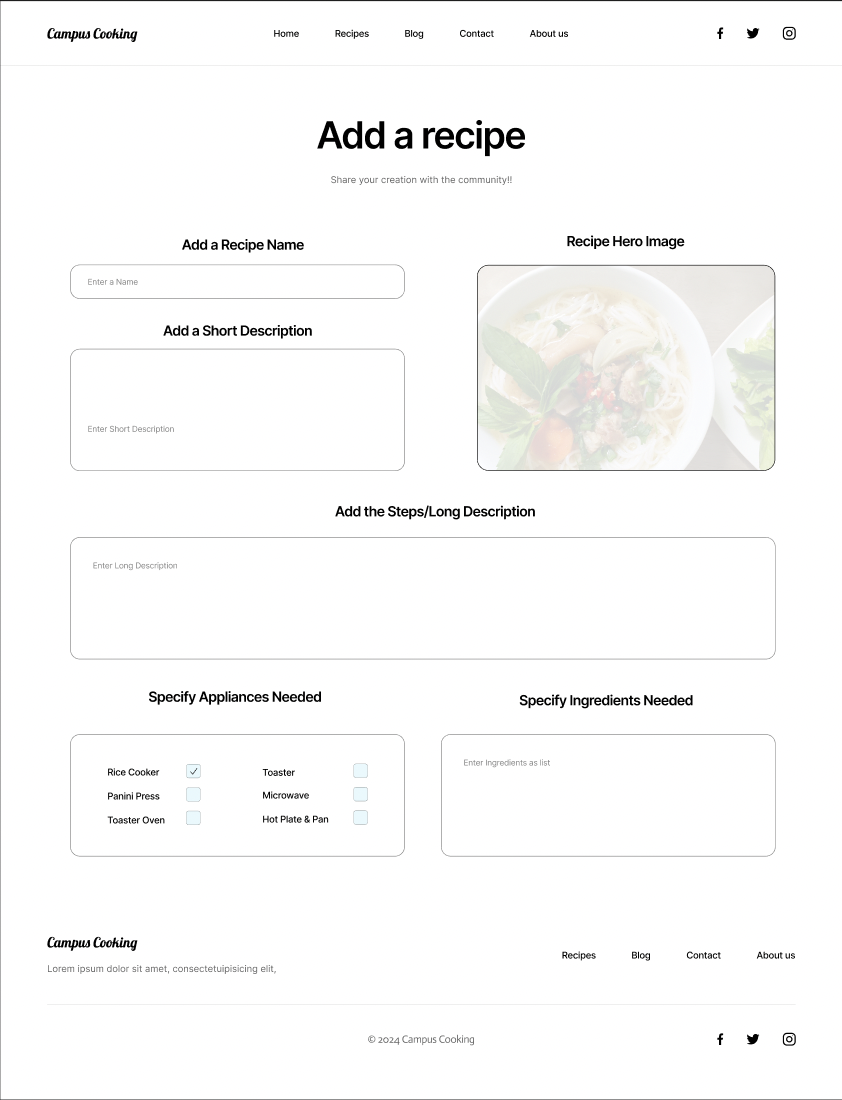 Campus Cooking
Home Recipes Blog Contact About us
Add a recipe
Share your creation with the community!!
Add a Recipe Name
Enter a Name
Recipe Hero Image
Add a Short Description
Enter Short Description
Add the Steps/Long Description
Enter Long Description
Specify Appliances Needed
Rice Cooker
Toaster
Panini Press
Microwave
Toaster Oven
Hot Plate & Pan
Specify Ingredients Needed
Enter Ingredients as list
Campus Cooking
Lorem ipsum dolor sit amet, consectetuipisicing elit,
Recipes Blog Contact About us
© 2024 Campus Cooking